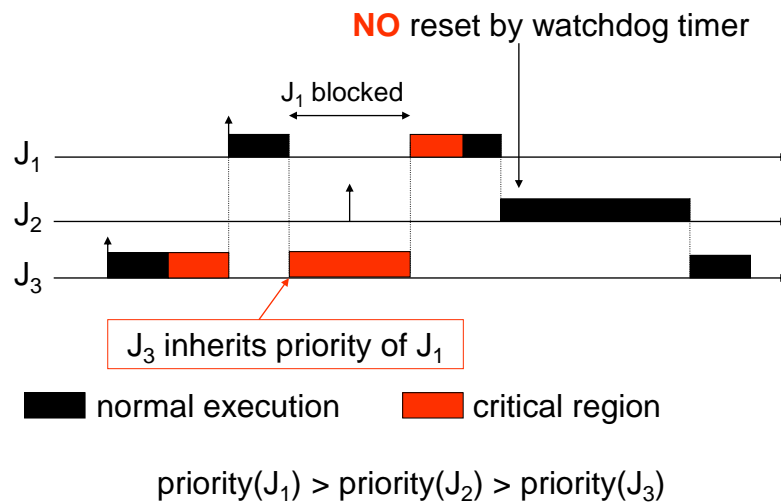 NO reset by watchdog timer
J₁ blocked
J₁
J₂
J₃
J₃ inherits priority of J₁
normal execution
critical region
priority(J₁) > priority(J₂) > priority(J₃)